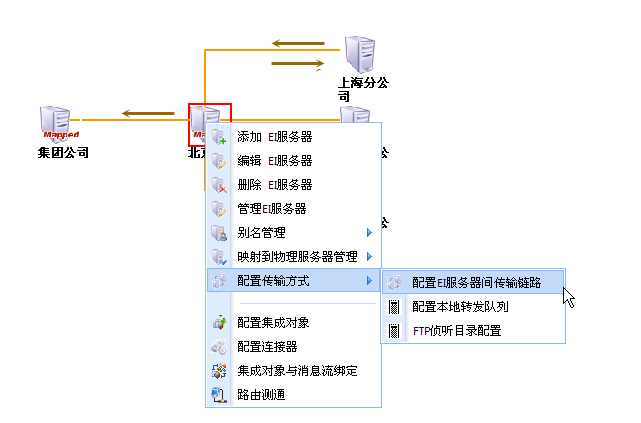 上海分公
司
Mapped
集团公司
北京
公
公
添加 EI服务器
编辑 EI服务器
删除 EI服务器
管理EI服务器
别名管理
映射到物理服务器管理
配置传输方式
配置EI服务器间传输链路
配置本地转发队列
FTP侦听目录配置
配置集成对象
配置连接器
集成对象与消息流绑定
路由测通